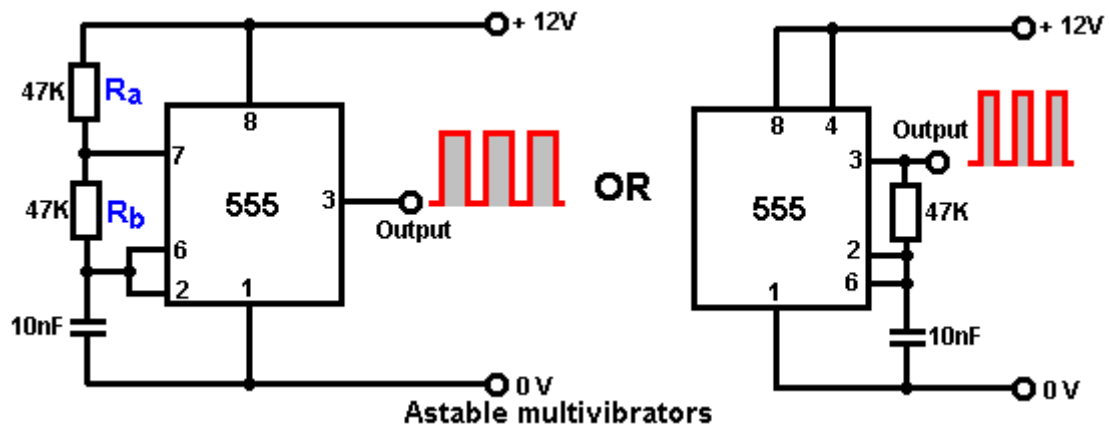 + 12V
47K Ra
8
7
47K Rb
555
3
Output
6
2
1
10nF
0 V
OR
+ 12V
8 4
Output
3
555
47K
2
6
1
10nF
0 V
Astable multivibrators